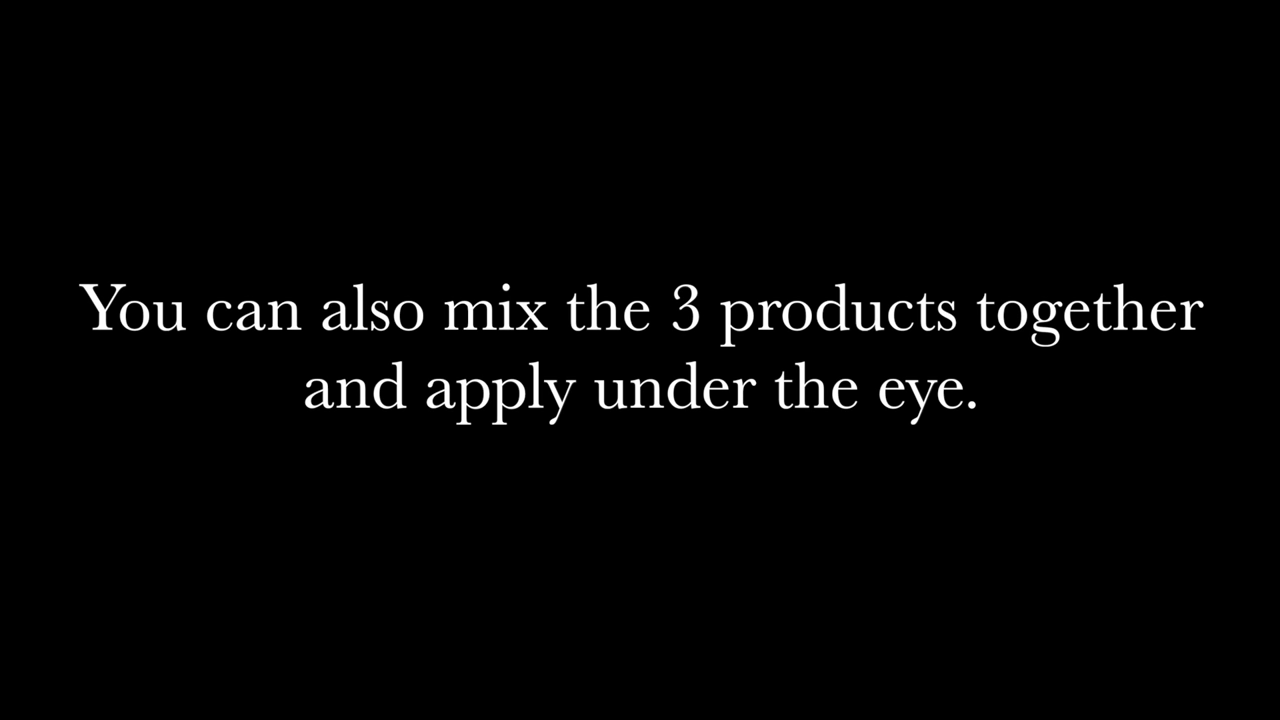 You can also mix the 3 products together
and apply under the eye.